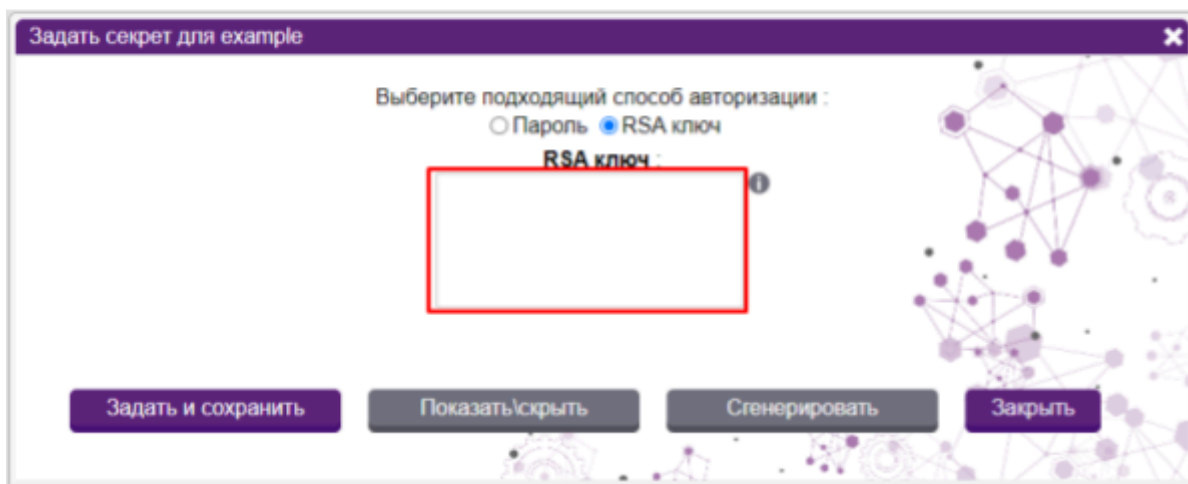 Задать секрет для example
Выберите подходящий способ авторизации :
Пароль RSA ключ
RSA ключ :
Задать и сохранить Показать\скрыть Сгенерировать Закрыть